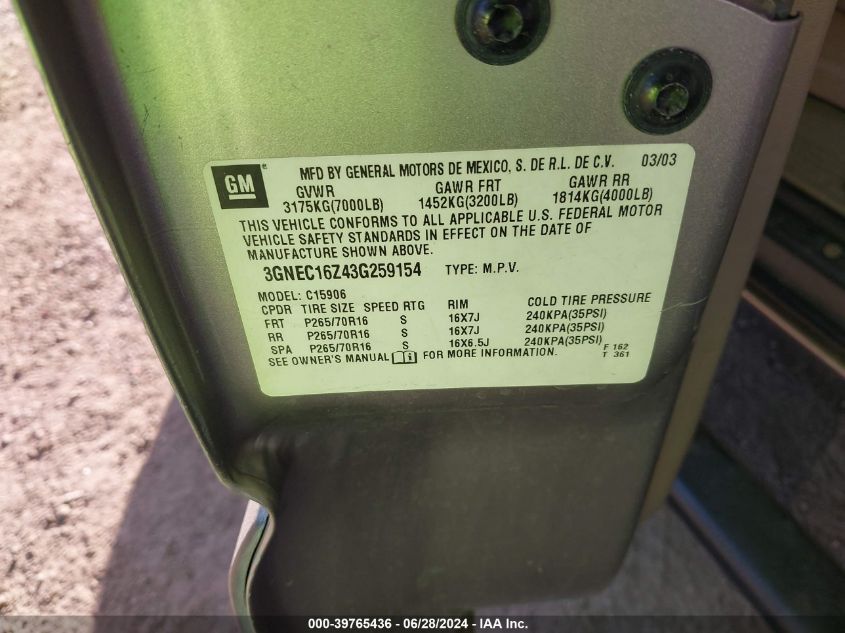 GM MFD BY GENERAL MOTORS DE MEXICO, S. DE R.L. DE C.V. 03/03
GVWR GAWR FRT GAWR RR
3175KG(7000LB) 1452KG(3200LB) 1814KG(4000LB)
THIS VEHICLE CONFORMS TO ALL APPLICABLE U.S. FEDERAL MOTOR
VEHICLE SAFETY STANDARDS IN EFFECT ON THE DATE OF
MANUFACTURE SHOWN ABOVE.
3GNEC16Z43G259154 TYPE: M.P.V.
MODEL: C15906
CPDR TIRE SIZE SPEED RTG RIM COLD TIRE PRESSURE
FRT P265/70R16 S 16X7J 240KPA(35PSI)
RR P265/70R16 S 16X7J 240KPA(35PSI)
SPA P265/70R16 S 16X6.5J 240KPA(35PSI)
SEE OWNER'S MANUAL FOR MORE INFORMATION.
F 162
T 361
000-39765436 - 06/28/2024 - IAA Inc.